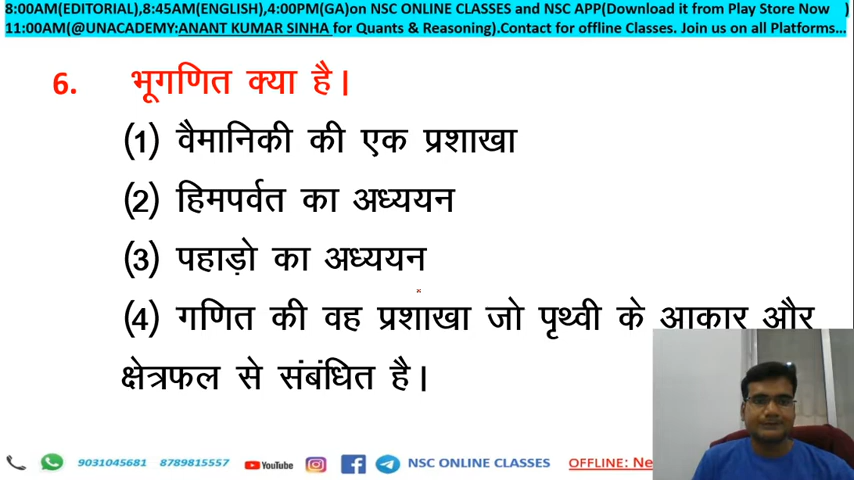 8:00AM(EDITORIAL),8:45AM(ENGLISH),4:00PM(GA)on NSC ONLINE CLASSES and NSC APP(Download it from Play Store Now )
11:00AM(@UNACADEMY:ANANT KUMAR SINHA for Quants & Reasoning).Contact for offline Classes. Join us on all Platforms...
6. भूगणित क्या है।
(1) वैमानिकी की एक प्रशाखा
(2) हिमपर्वत का अध्ययन
(3) पहाड़ो का अध्ययन
(4) गणित की वह प्रशाखा जो पृथ्वी के आकार और
क्षेत्रफल से संबंधित है।
9031045681 8789815557 YouTube NSC ONLINE CLASSES OFFLINE: